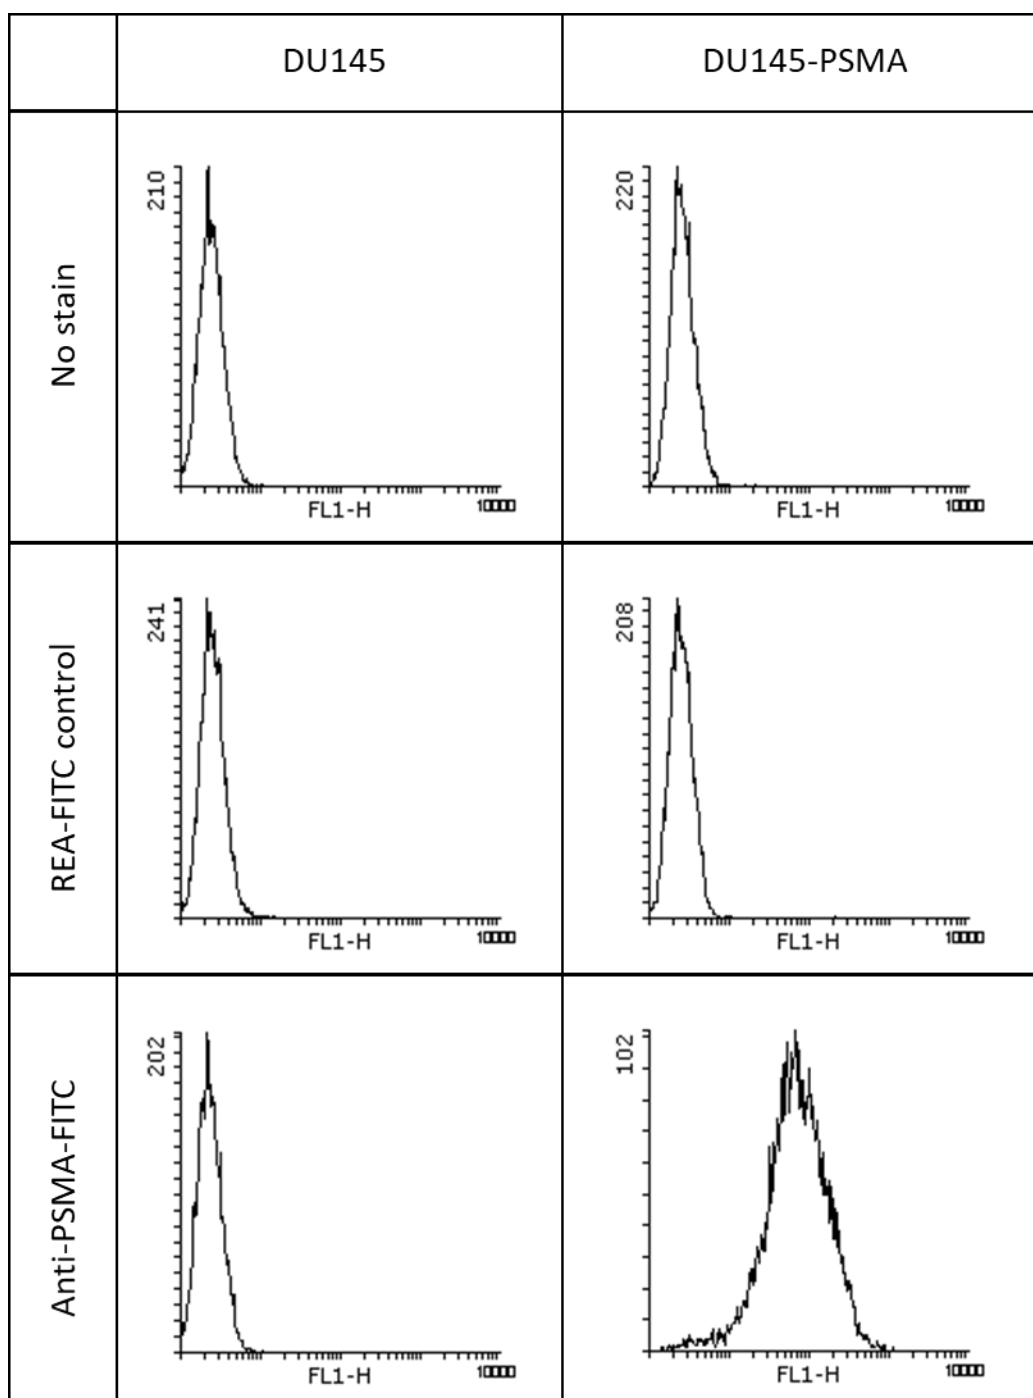 DU145
DU145-PSMA
No stain
210
FL1-H
10000
220
FL1-H
10000
REA-FITC control
241
FL1-H
10000
208
FL1-H
10000
Anti-PSMA-FITC
202
FL1-H
10000
102
FL1-H
10000